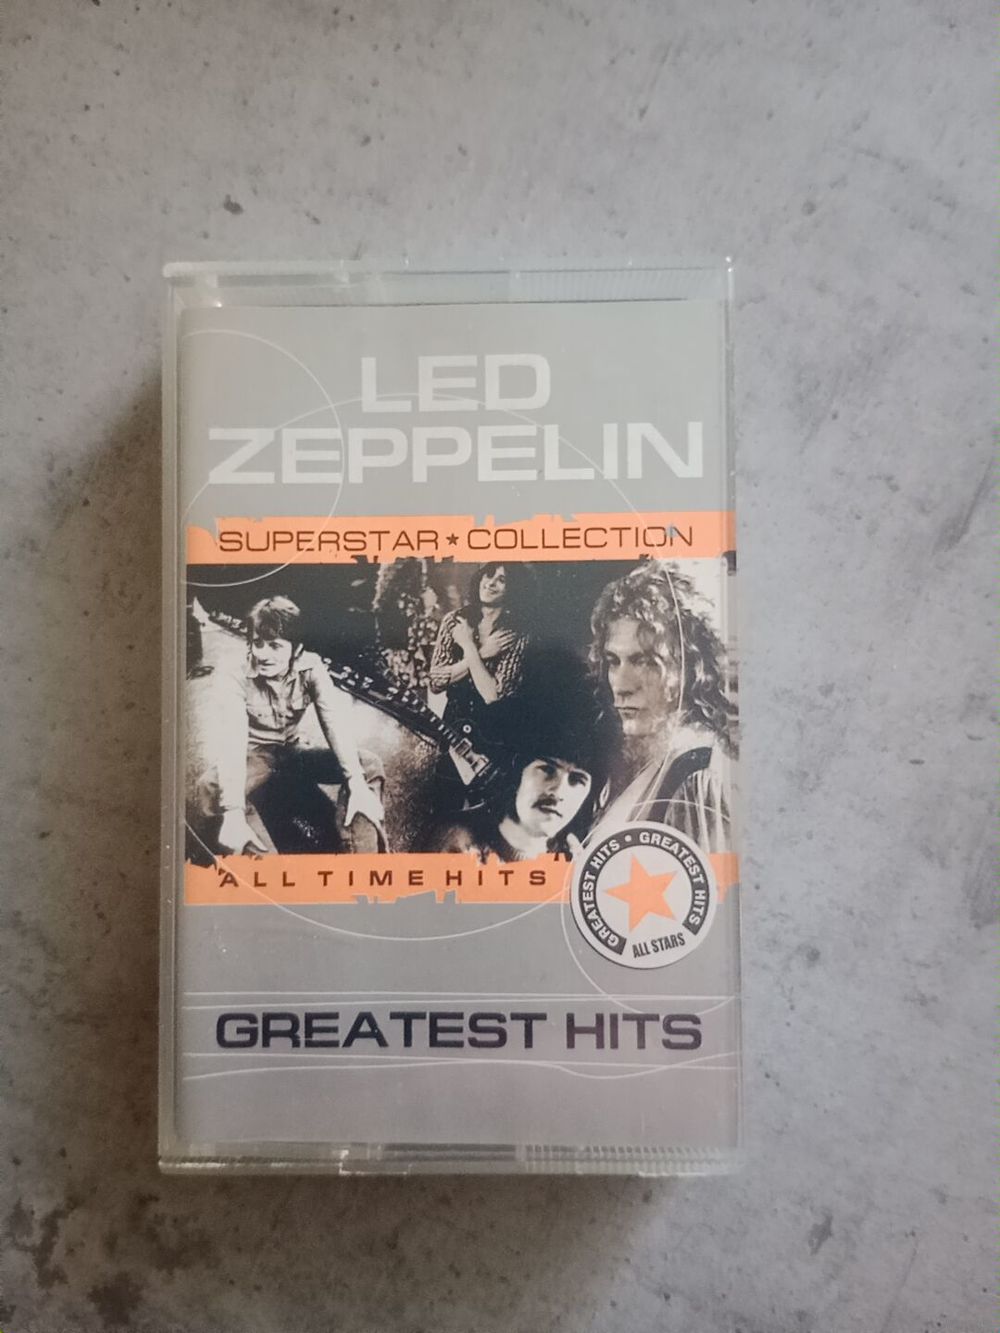 LED
ZEPPELIN
SUPERSTAR★COLLECTION
ALL TIME HITS
GREATEST HITS • GREATEST HITS
ALL STARS
GREATEST HITS